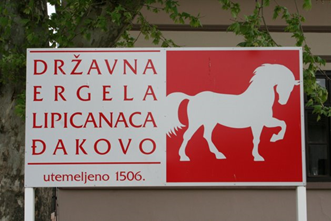 DRŽAVNA
ERGELA
LIPICANACA
ĐAKOVO
utemeljeno 1506.